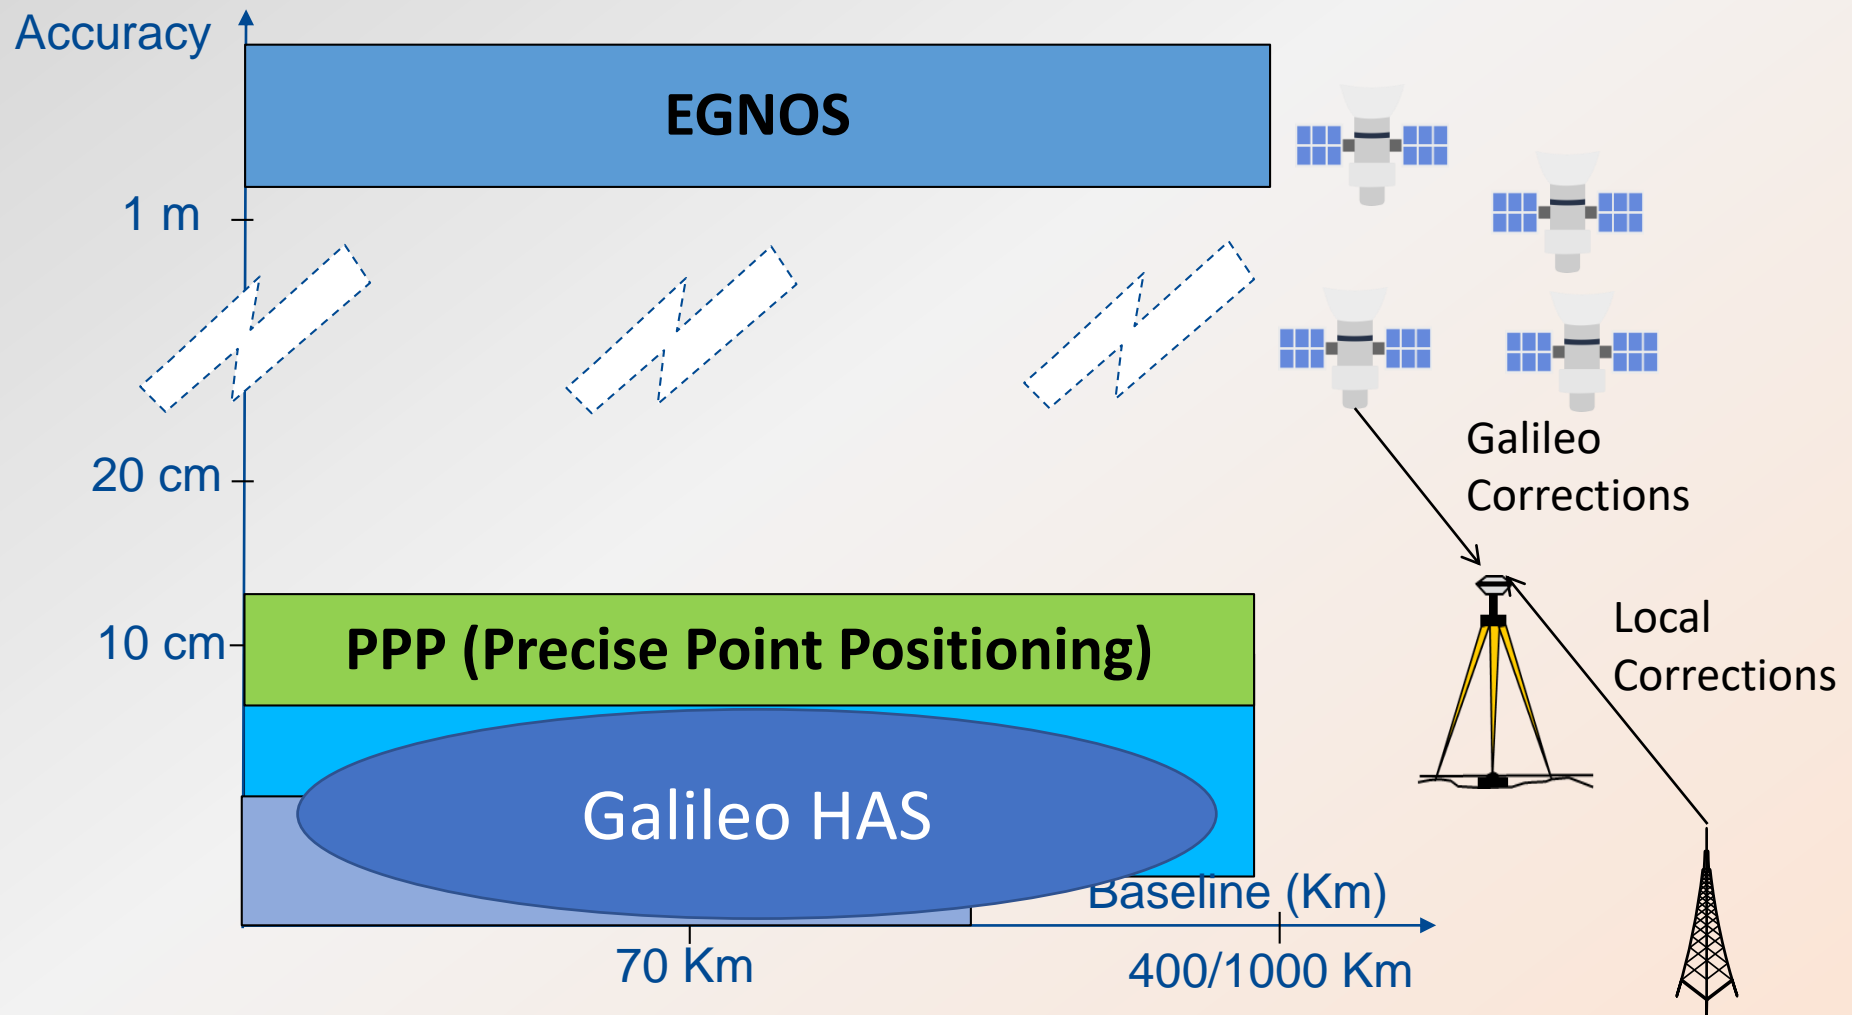 Accuracy
EGNOS
1 m
20 cm
10 cm
PPP (Precise Point Positioning)
Galileo HAS
Baseline (Km)
70 Km
400/1000 Km
Galileo
Corrections
Local
Corrections